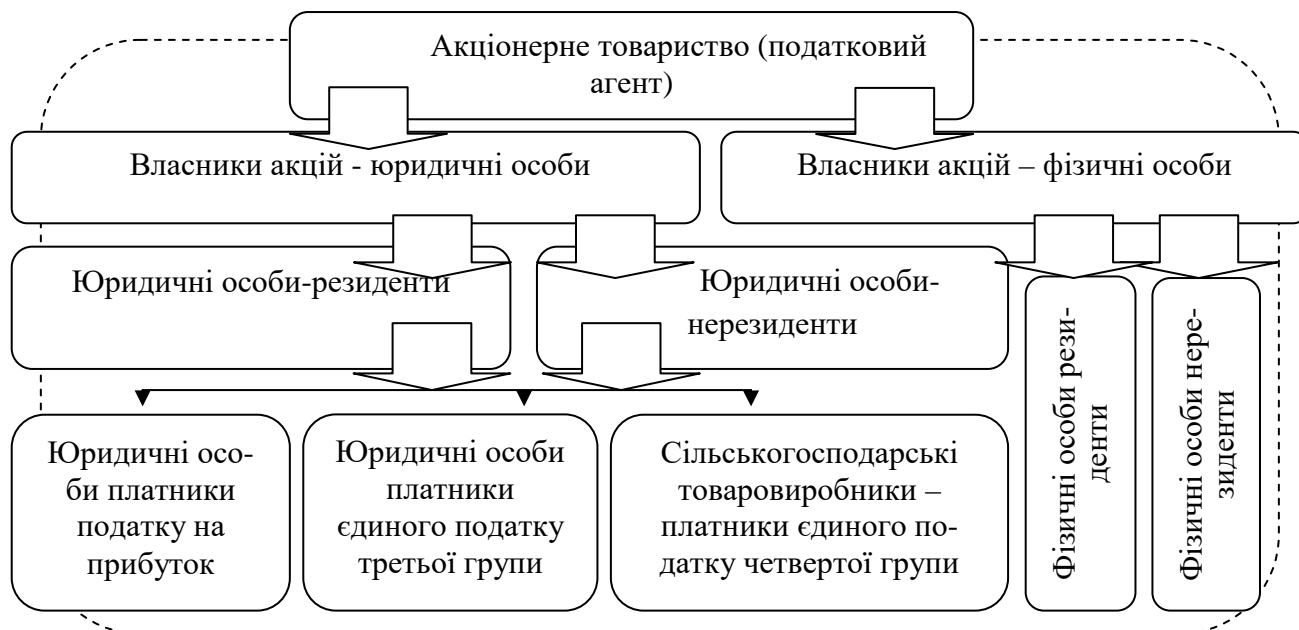 Акціонерне товариство (податковий
агент)
Власники акцій - юридичні особи
Власники акцій – фізичні особи
Юридичні особи-резиденти
Юридичні особи-
нерезиденти
Юридичні осо-
би платники
податку на
прибуток
Юридичні особи
платники
єдиного податку
третьої групи
Сільськогосподарські
товаровиробники –
платники єдиного по-
датку четвертої групи
Фізичні особи рези-
денти
Фізичні особи нере-
зиденти